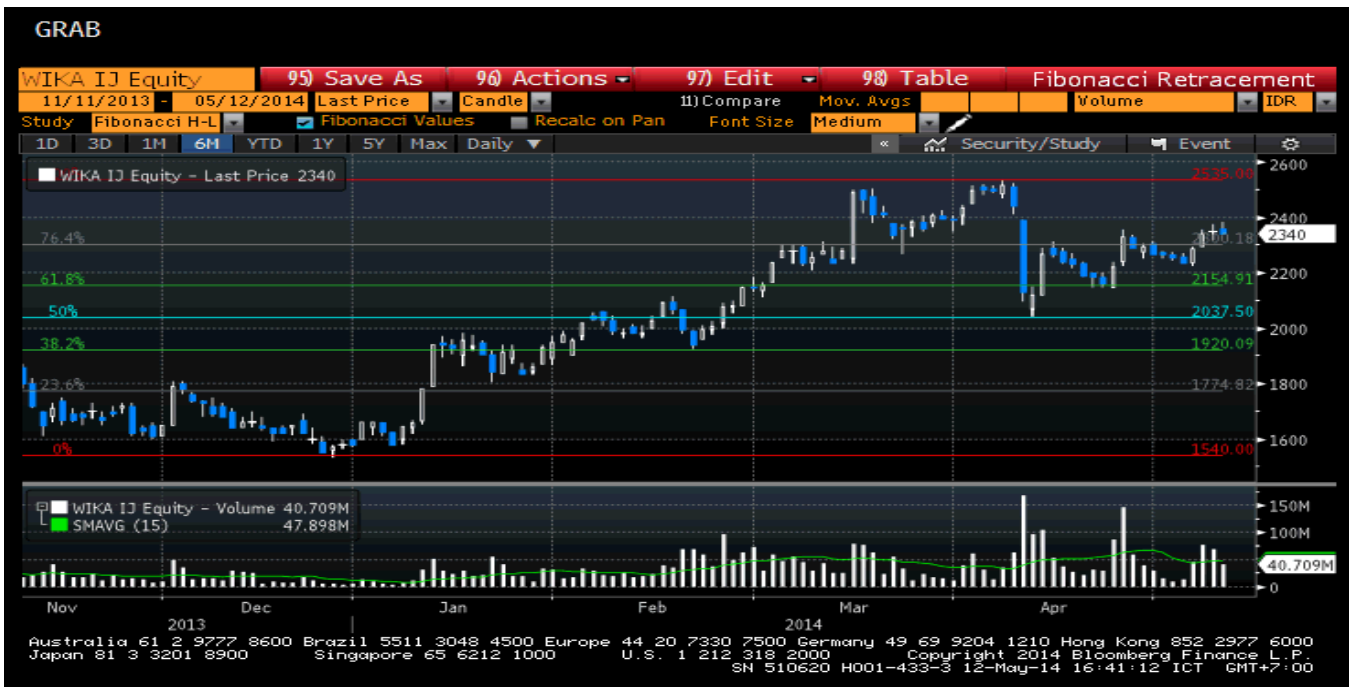 GRAB
WIKA IJ Equity 95) Save As 96) Actions 97) Edit 98) Table Fibonacci Retracement
11/11/2013 - 05/12/2014 Last Price Candle 11) Compare Mov. Avgs Volume IDR
Study Fibonacci H-L Fibonacci Values Recalc on Pan Font Size Medium
1D 3D 1M 6M YTD 1Y 5Y Max Daily ▼ « Security/Study Event
WIKA IJ Equity - Last Price 2340
2535.00
2600
2400
76.4% 2300.18 2340
2200
61.8% 2154.91
50% 2037.50
2000
38.2% 1920.09
23.6% 1774.82 1800
1600
0% 1540.00
WIKA IJ Equity - Volume 40.709M
SMAVG (15) 47.898M
150M
100M
40.709M
0
Nov Dec Jan Feb Mar Apr
2013 2014
Australia 61 2 9777 8600 Brazil 5511 3048 4500 Europe 44 20 7330 7500 Germany 49 69 9204 1210 Hong Kong 852 2977 6000
Japan 81 3 3201 8900 Singapore 65 6212 1000 U.S. 1 212 318 2000 Copyright 2014 Bloomberg Finance L.P.
SN 510620 H001-433-3 12-May-14 16:41:12 ICT GMT+7:00